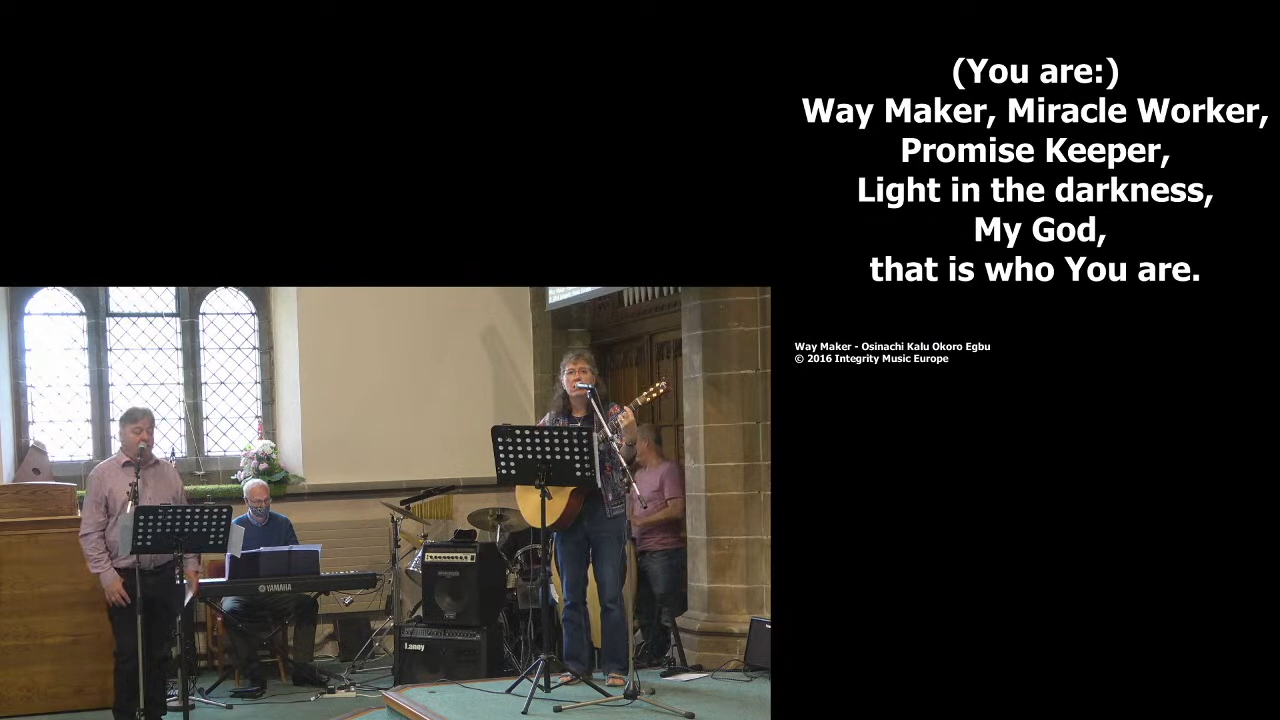 (You are:)
Way Maker, Miracle Worker,
Promise Keeper,
Light in the darkness,
My God,
that is who You are.
Way Maker - Osinachi Kalu Okoro Egbu
© 2016 Integrity Music Europe
YAMAHA
Laney